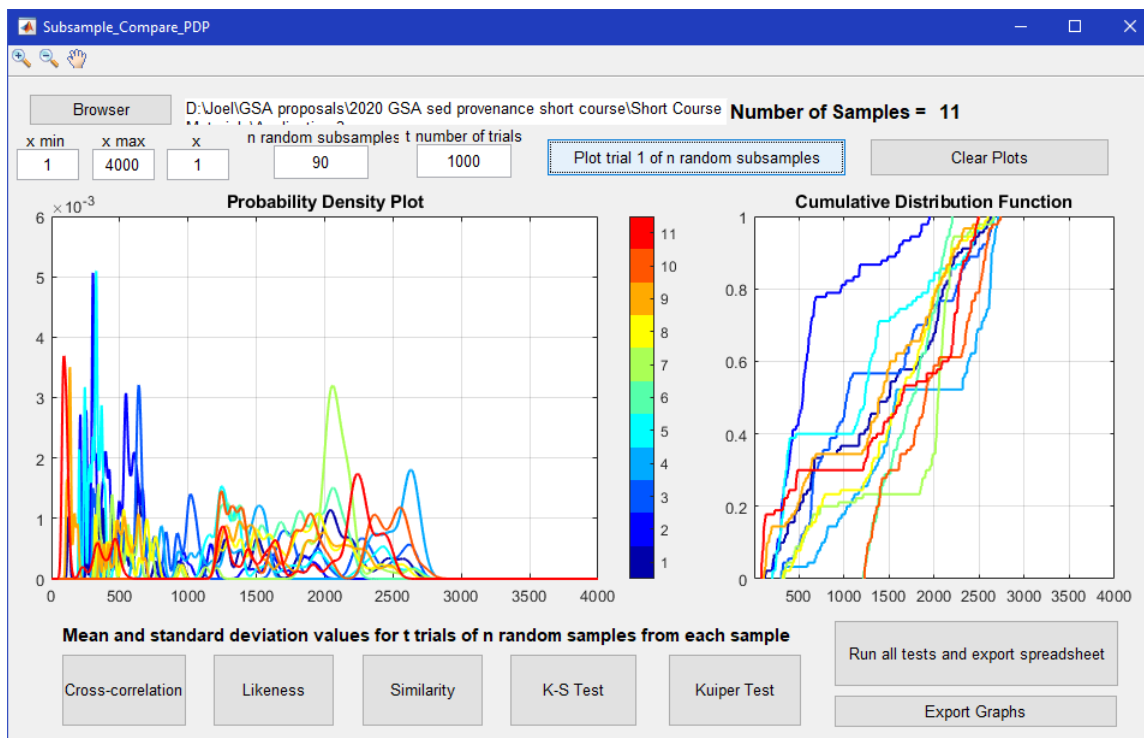 Subsample_Compare_PDP
Browser
D:\Joel\GSA proposals\2020 GSA sed provenance short course\Short Course
Number of Samples = 11
x min
x max
x
n random subsamples
t number of trials
1
4000
1
90
1000
Plot trial 1 of n random subsamples
Clear Plots
Probability Density Plot
×10⁻³
6
5
4
3
2
1
0
0 500 1000 1500 2000 2500 3000 3500 4000
11
10
9
8
7
6
5
4
3
2
1
Cumulative Distribution Function
1
0.8
0.6
0.4
0.2
0
500 1000 1500 2000 2500 3000 3500 4000
Mean and standard deviation values for t trials of n random samples from each sample
Cross-correlation
Likeness
Similarity
K-S Test
Kuiper Test
Run all tests and export spreadsheet
Export Graphs